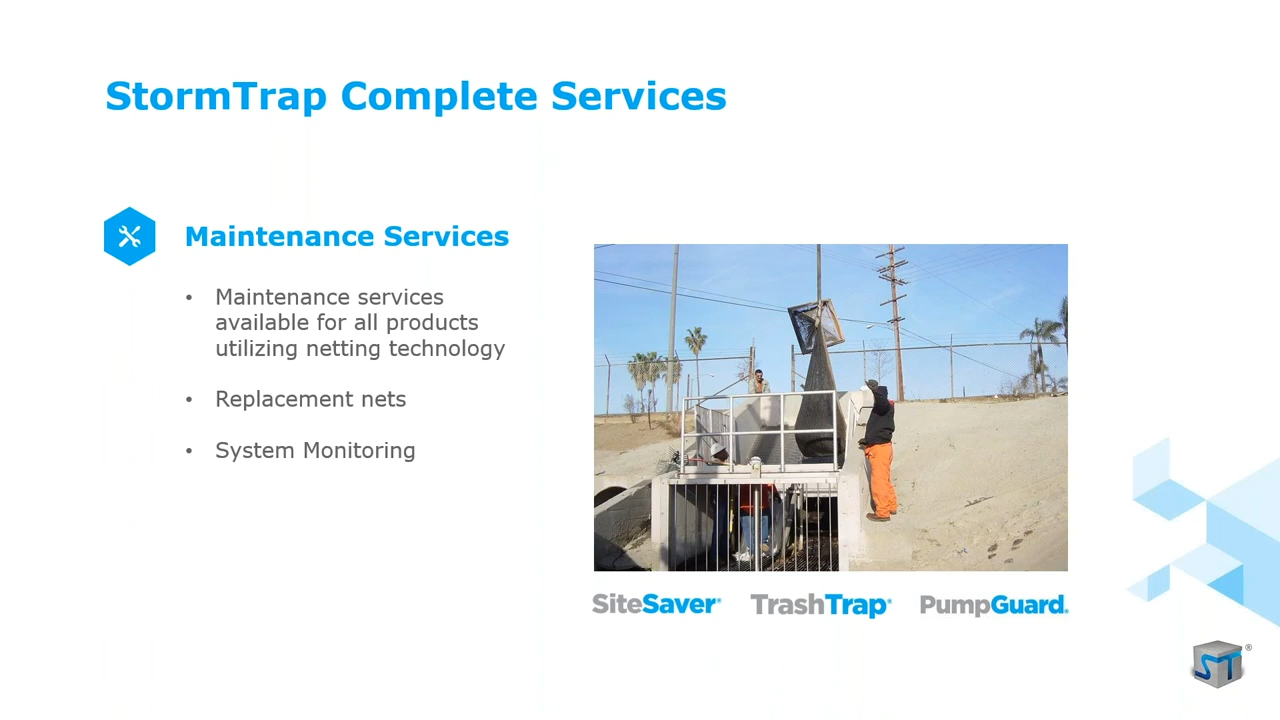 StormTrap Complete Services
Maintenance Services
• Maintenance services
available for all products
utilizing netting technology
• Replacement nets
• System Monitoring
SiteSaver® TrashTrap® PumpGuard®
ST®